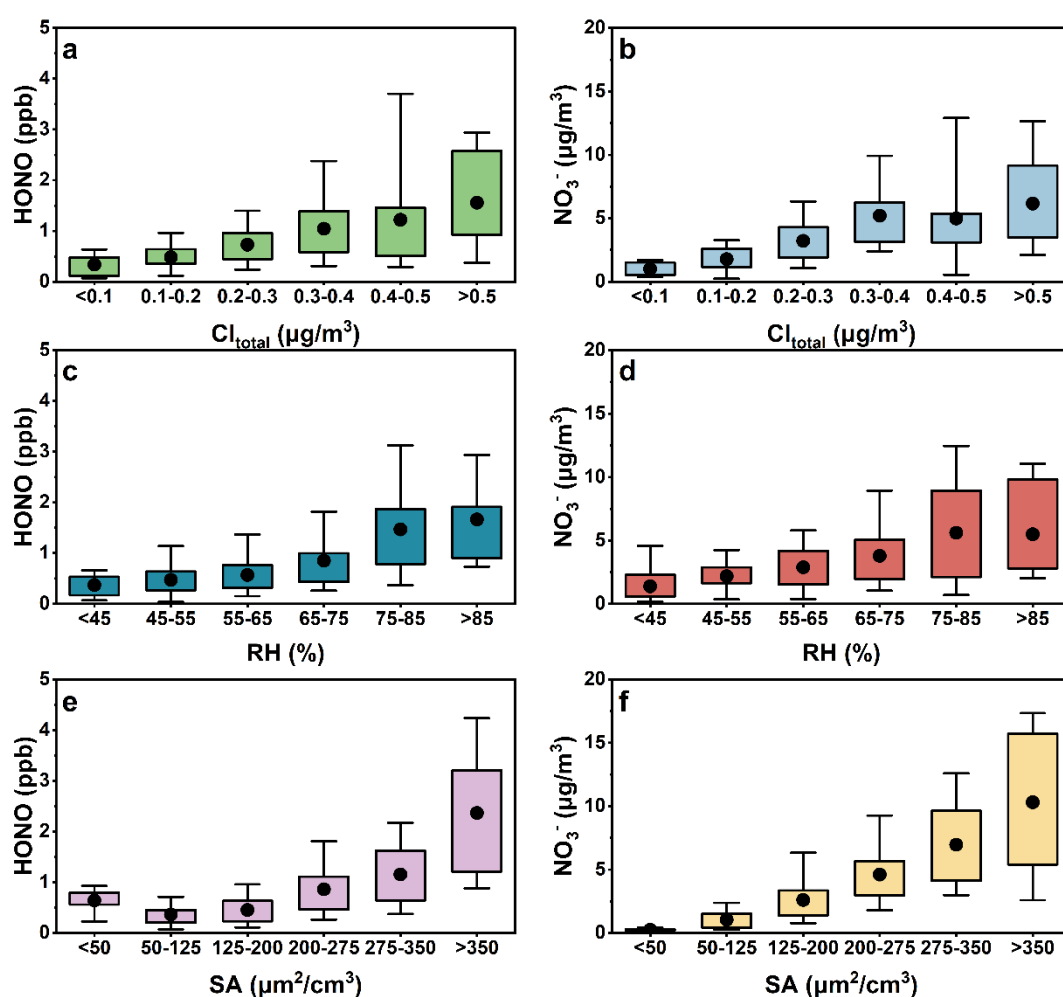 a
HONO (ppb)
5
4
3
2
1
0
<0.1 0.1-0.2 0.2-0.3 0.3-0.4 0.4-0.5 >0.5
Cl_total (µg/m³)
b
NO₃⁻ (µg/m³)
20
15
10
5
0
<0.1 0.1-0.2 0.2-0.3 0.3-0.4 0.4-0.5 >0.5
Cl_total (µg/m³)
c
HONO (ppb)
5
4
3
2
1
0
<45 45-55 55-65 65-75 75-85 >85
RH (%)
d
NO₃⁻ (µg/m³)
20
15
10
5
0
<45 45-55 55-65 65-75 75-85 >85
RH (%)
e
HONO (ppb)
5
4
3
2
1
0
<50 50-125 125-200 200-275 275-350 >350
SA (µm²/cm³)
f
NO₃⁻ (µg/m³)
20
15
10
5
0
<50 50-125 125-200 200-275 275-350 >350
SA (µm²/cm³)